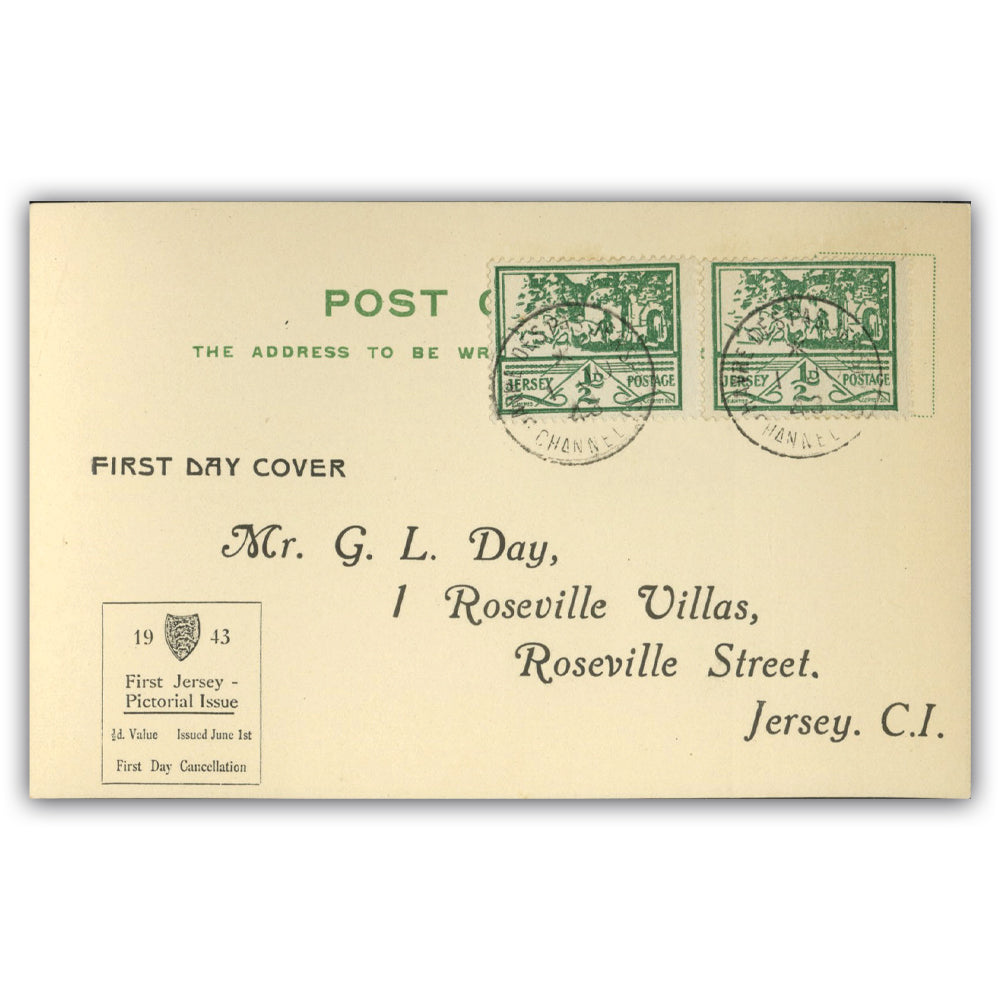 POST C
THE ADDRESS TO BE WR
JERSEY ½D POSTAGE
JERSEY ½D POSTAGE
CHANNEL
CHANNEL
FIRST DAY COVER
Mr. G. L. Day,
1 Roseville Villas,
Roseville Street.
Jersey. C.I.
19 43
First Jersey -
Pictorial Issue
½d. Value Issued June 1st
First Day Cancellation